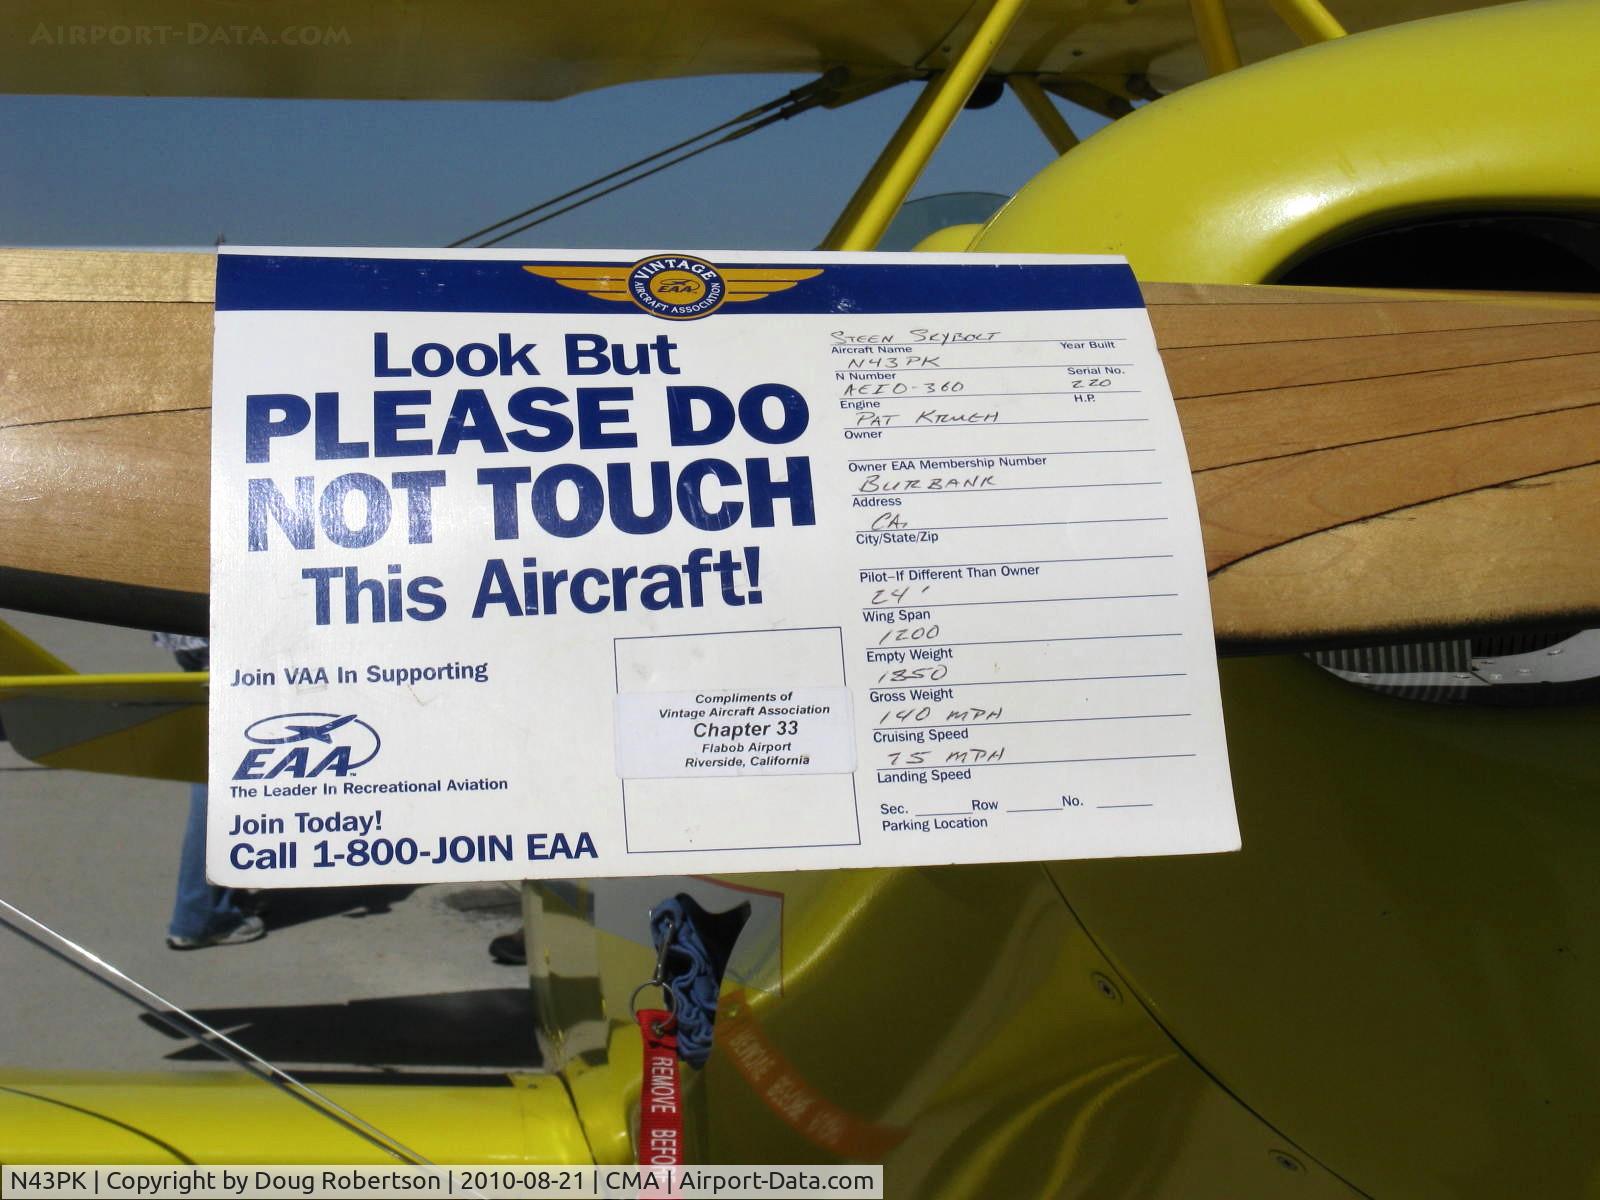 AIRPORT-DATA.COM
VINTAGE
EAA
AIRCRAFT ASSOCIATION
Look But
PLEASE DO
NOT TOUCH
This Aircraft!
Join VAA In Supporting
EAA
The Leader In Recreational Aviation
Join Today!
Call 1-800-JOIN EAA
Compliments of
Vintage Aircraft Association
Chapter 33
Flabob Airport
Riverside, California
STEEN SKYBOLT
Aircraft Name Year Built
N43PK
N Number Serial No.
AEIO-360 220
Engine H.P.
PAT
Owner
Owner EAA Membership Number
BURBANK
Address
CA.
City/State/Zip
Pilot-If Different Than Owner
24'
Wing Span
1200
Empty Weight
1850
Gross Weight
140 MPH
Cruising Speed
75 MPH
Landing Speed
Sec. Row No.
Parking Location
REMOVE BEFOR
N43PK | Copyright by Doug Robertson | 2010-08-21 | CMA | Airport-Data.com